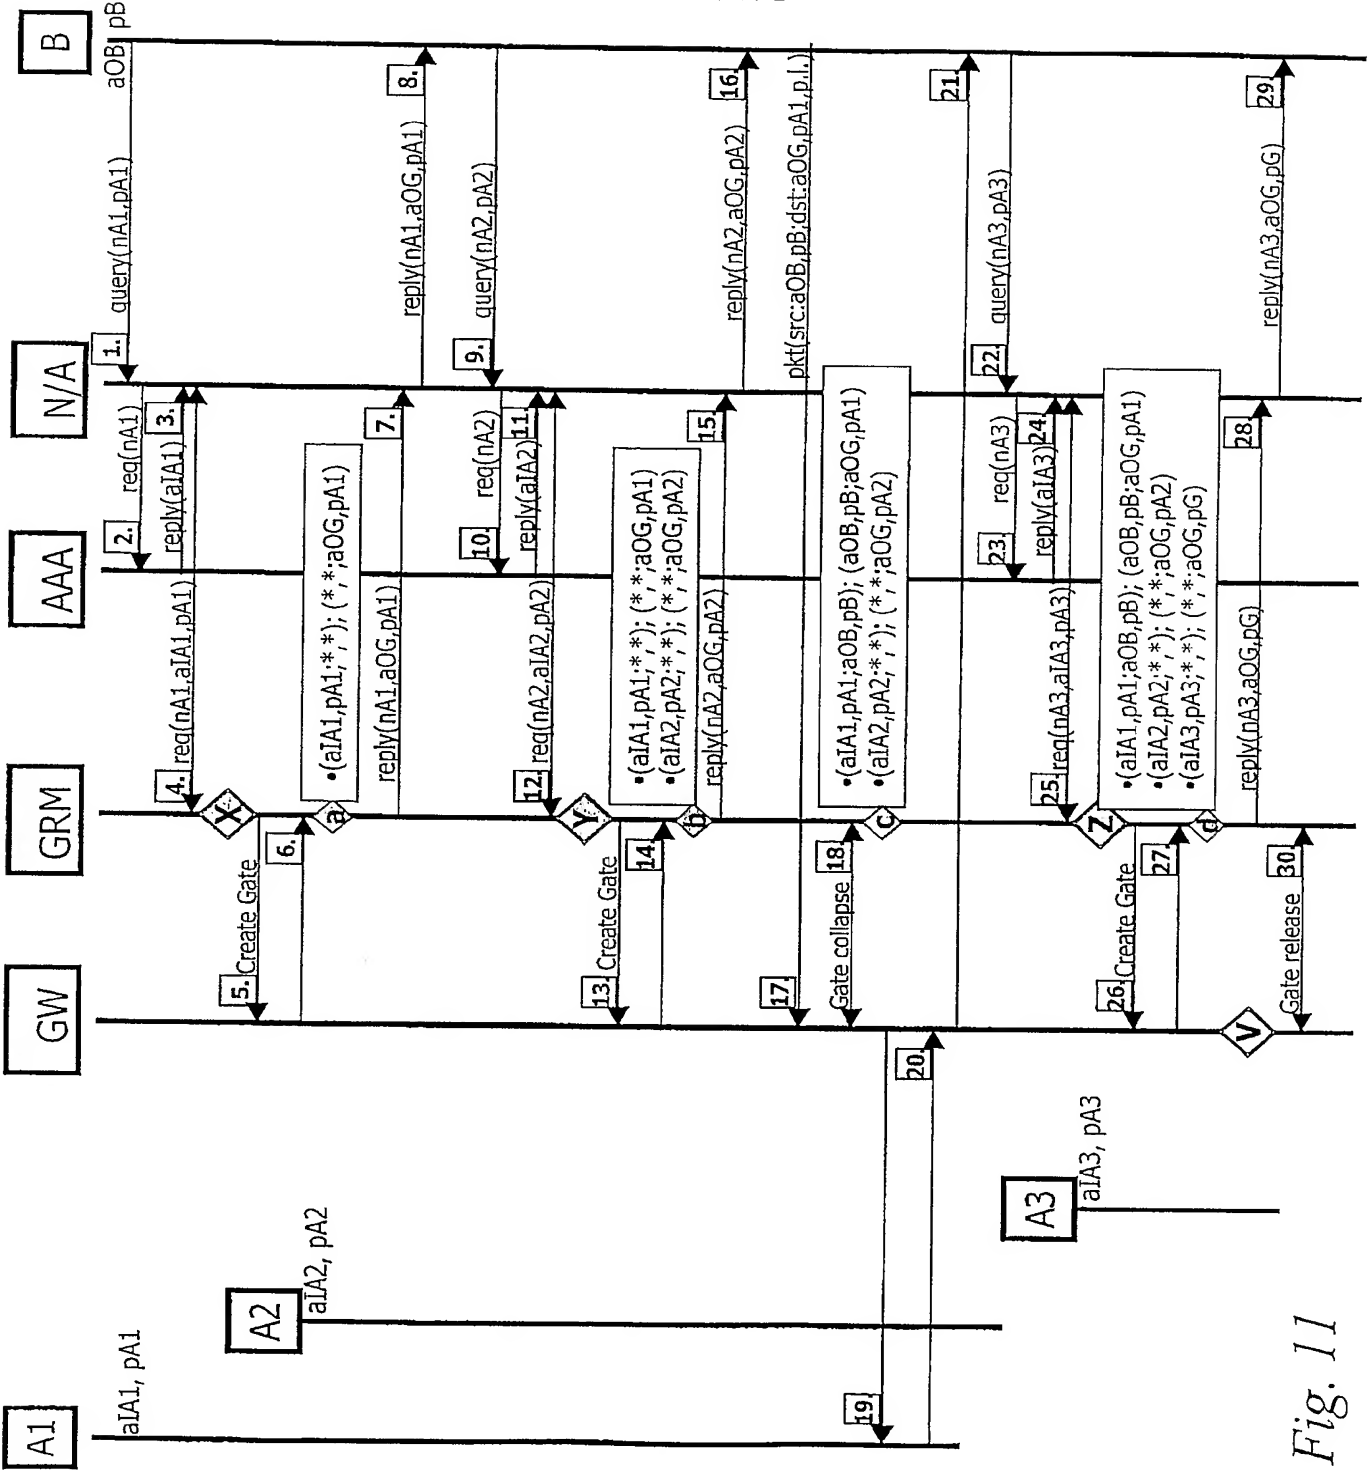 A1
A2
A3
GW
GRM
AAA
N/A
B
aIA1, pA1
aIA2, pA2
aIA3, pA3
aOB, pB
1.
query(nA1,pA1)
2.
req(nA1)
3.
reply(aIA1)
4.
req(nA1,aIA1,pA1)
X
5.
Create Gate
6.
a
•(aIA1,pA1;*,*); (*,*;aOG,pA1)
7.
reply(nA1,aOG,pA1)
8.
reply(nA1,aOG,pA1)
9.
query(nA2,pA2)
10.
req(nA2)
11.
reply(aIA2)
12.
req(nA2,aIA2,pA2)
Y
13.
Create Gate
14.
b
•(aIA1,pA1;*,*); (*,*;aOG,pA1)
•(aIA2,pA2;*,*); (*,*;aOG,pA2)
15.
reply(nA2,aOG,pA2)
16.
reply(nA2,aOG,pA2)
17.
pkt(src:aOB,pB;dst:aOG,pA1,p.l.)
18.
Gate collapse
c
•(aIA1,pA1;aOB,pB); (aOB,pB;aOG,pA1)
•(aIA2,pA2;*,*); (*,*;aOG,pA2)
19.
20.
21.
22.
query(nA3,pA3)
23.
req(nA3)
24.
reply(aIA3)
25.
req(nA3,aIA3,pA3)
Z
26.
Create Gate
27.
d
•(aIA1,pA1;aOB,pB); (aOB,pB;aOG,pA1)
•(aIA2,pA2;*,*); (*,*;aOG,pA2)
•(aIA3,pA3;*,*); (*,*;aOG,pG)
28.
reply(nA3,aOG,pG)
29.
reply(nA3,aOG,pG)
V
30.
Gate release
Fig. 11